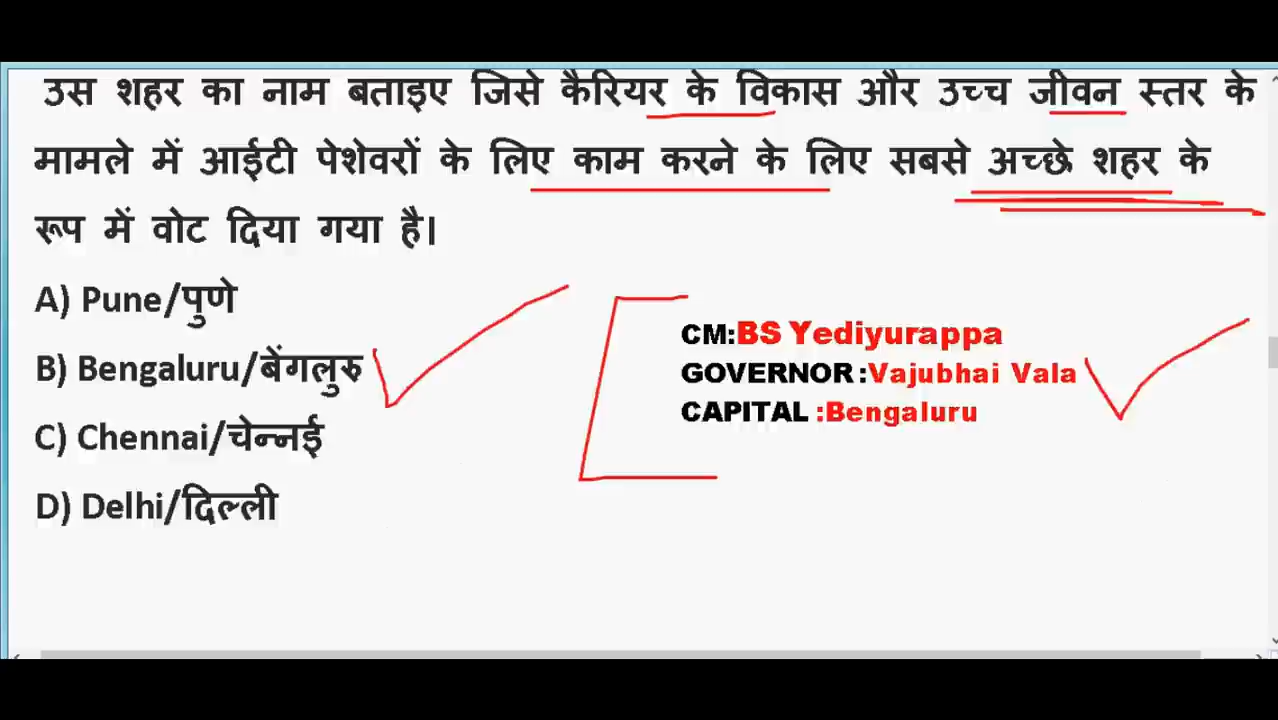 उस शहर का नाम बताइए जिसे कैरियर के विकास और उच्च जीवन स्तर के
मामले में आईटी पेशेवरों के लिए काम करने के लिए सबसे अच्छे शहर के
रूप में वोट दिया गया है।
A) Pune/पुणे
B) Bengaluru/बेंगलुरु
C) Chennai/चेन्नई
D) Delhi/दिल्ली
CM:BS Yediyurappa
GOVERNOR:Vajubhai Vala
CAPITAL :Bengaluru